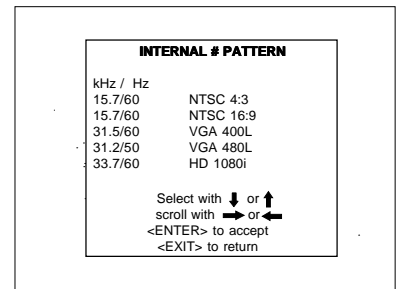 INTERNAL # PATTERN
kHz / Hz
15.7/60 NTSC 4:3
15.7/60 NTSC 16:9
31.5/60 VGA 400L
31.2/50 VGA 480L
33.7/60 HD 1080i
Select with ⬇ or ⬆
scroll with ➡ or ⬅
<ENTER> to accept
<EXIT> to return